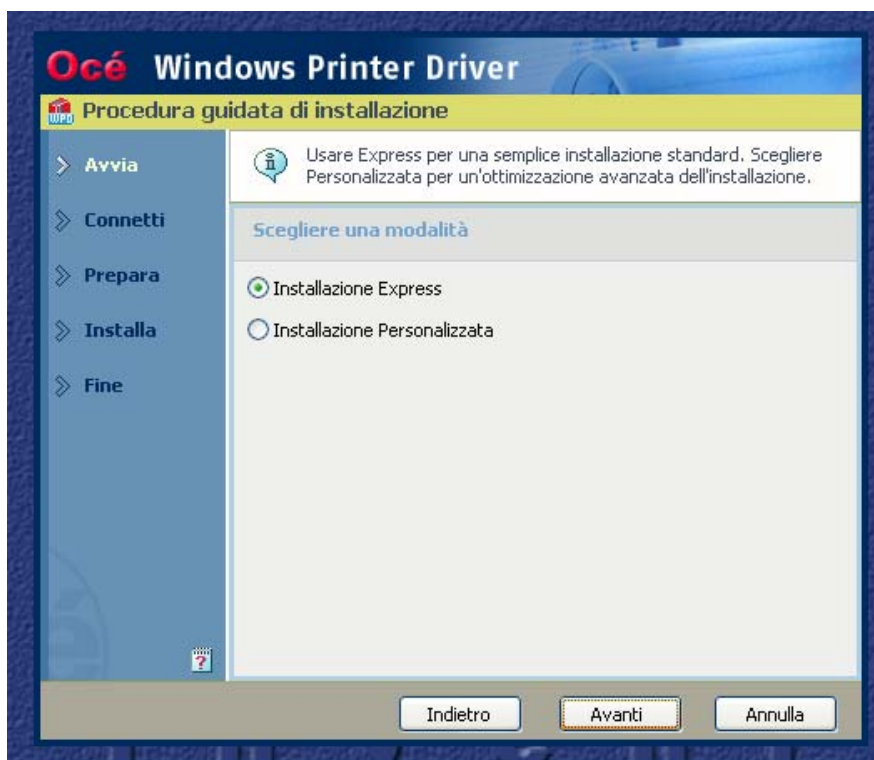 Océ Windows Printer Driver
WPD
Procedura guidata di installazione
Avvia
Connetti
Prepara
Installa
Fine
Usare Express per una semplice installazione standard. Scegliere
Personalizzata per un'ottimizzazione avanzata dell'installazione.
Scegliere una modalità
Installazione Express
Installazione Personalizzata
?
Indietro
Avanti
Annulla